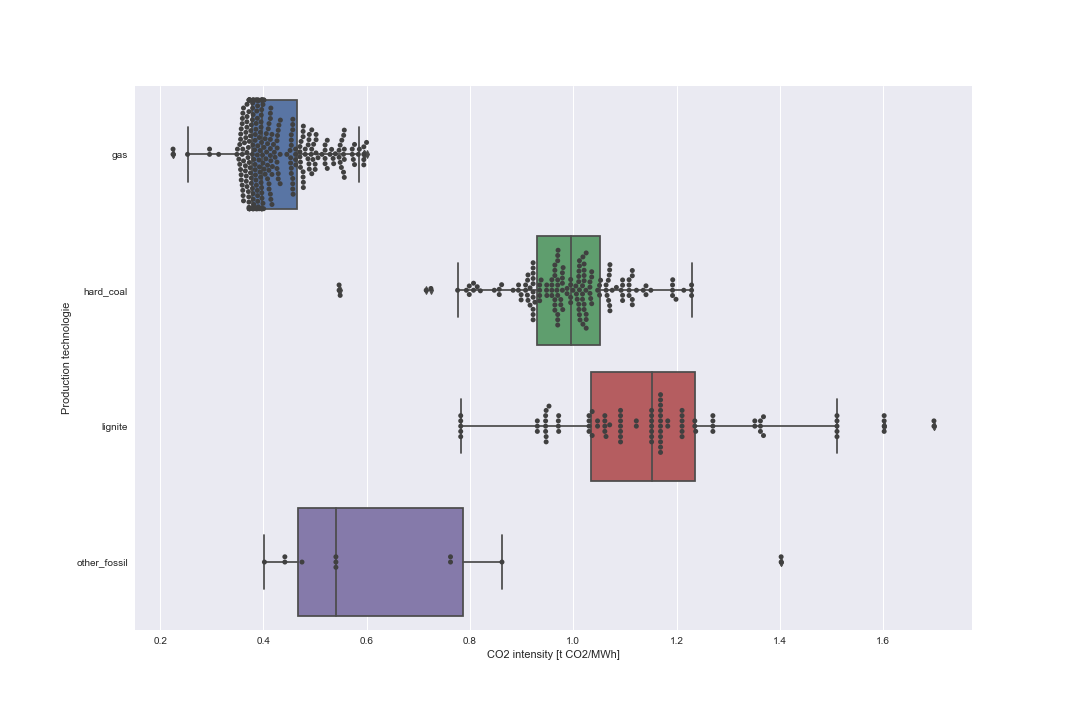 Production technologie
gas
hard_coal
lignite
other_fossil
0.2 0.4 0.6 0.8 1.0 1.2 1.4 1.6
CO2 intensity [t CO2/MWh]